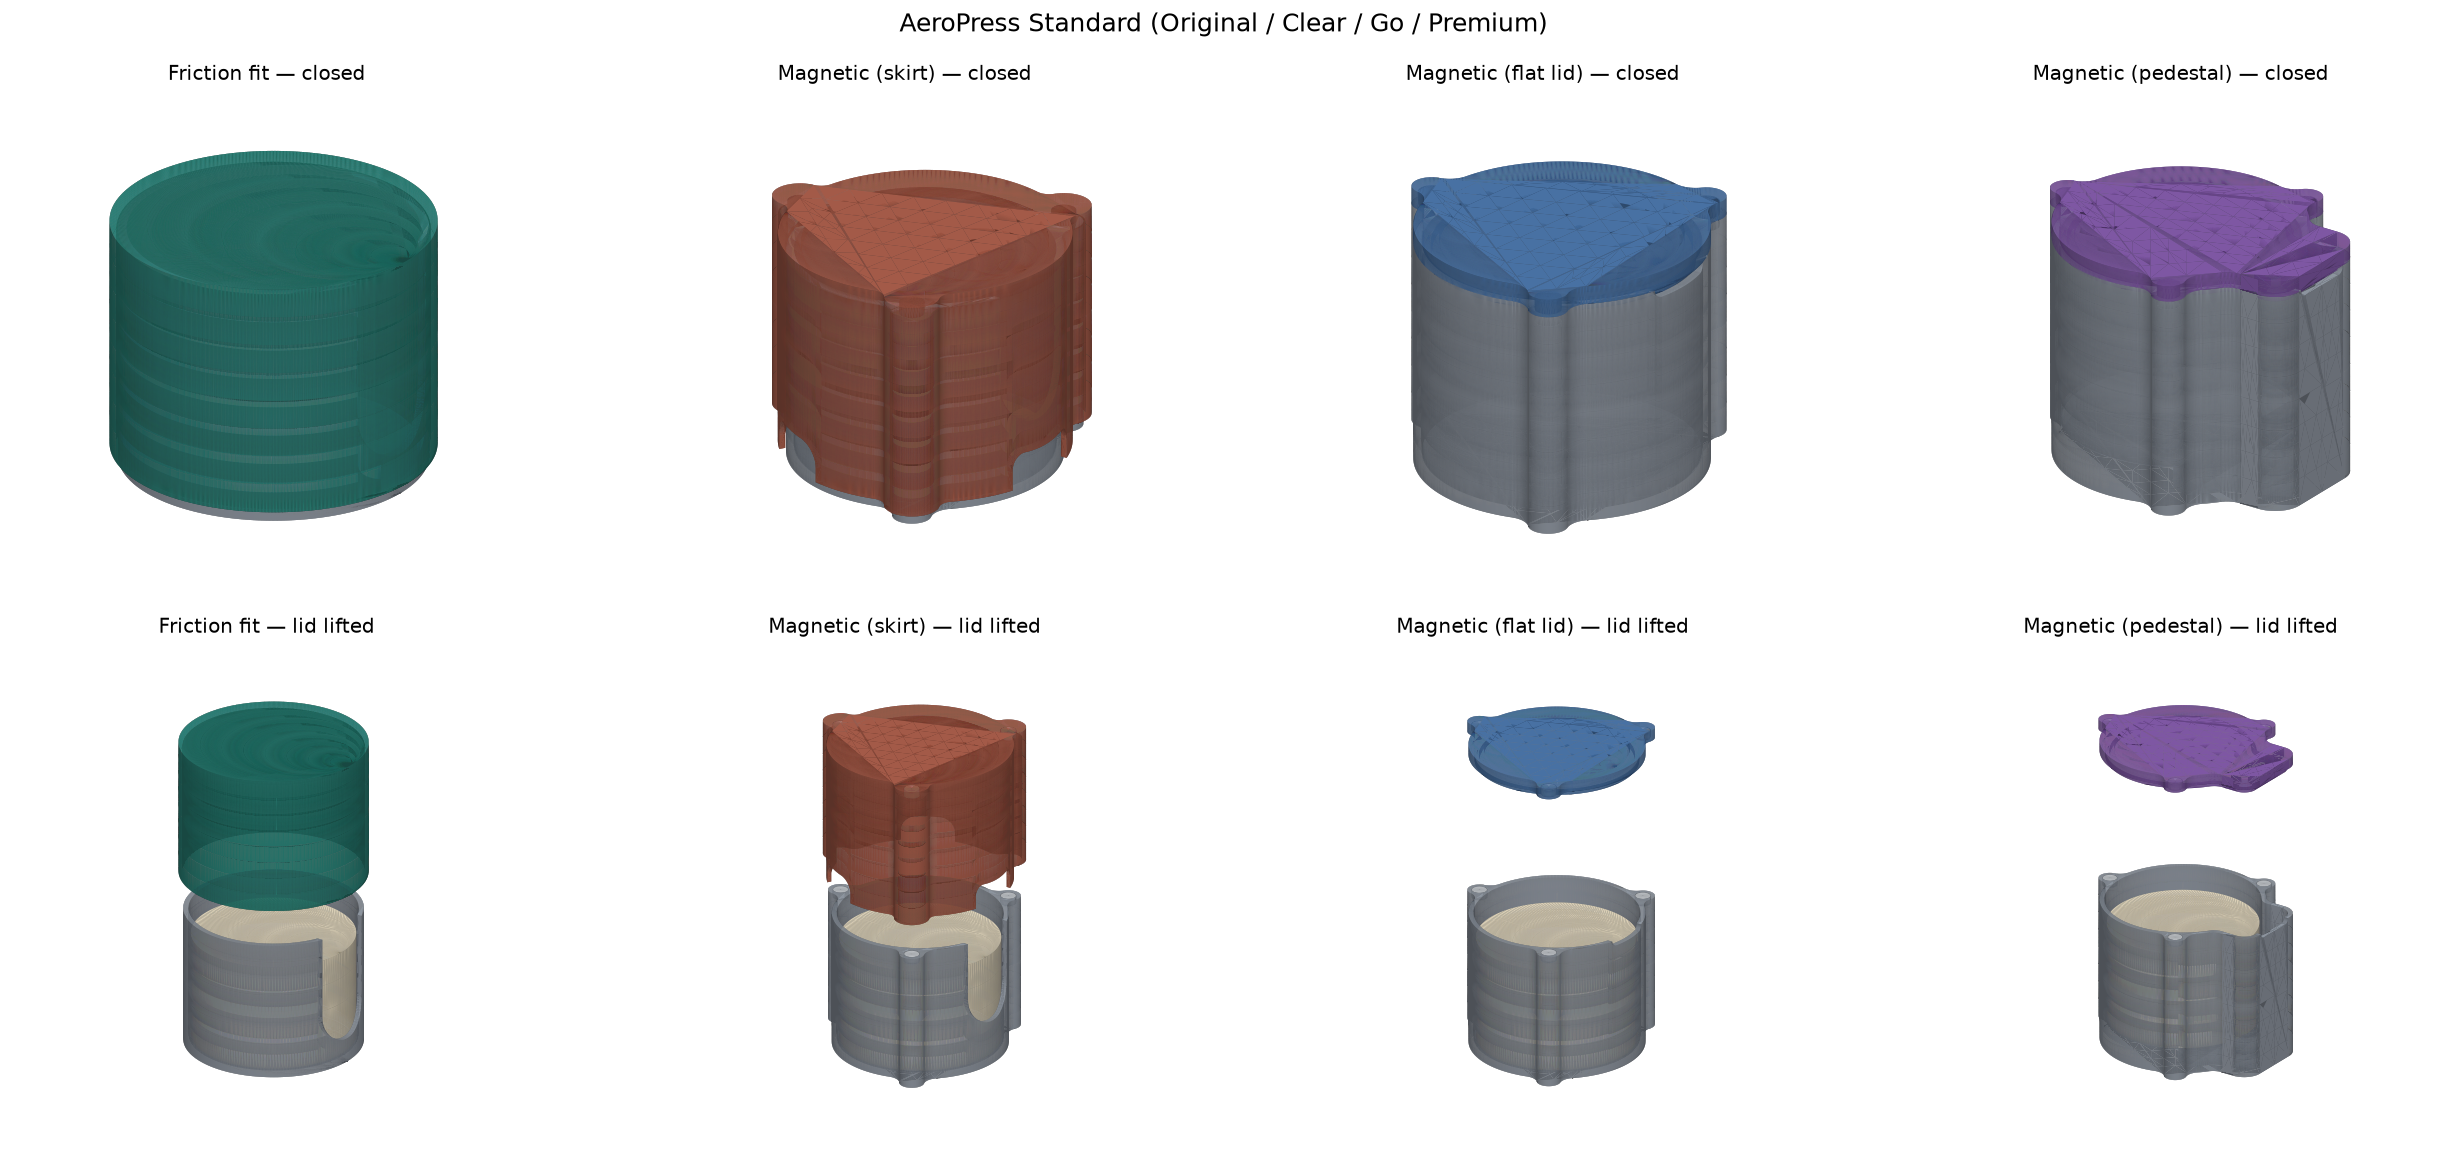 AeroPress Standard (Original / Clear / Go / Premium)
Friction fit — closed
Magnetic (skirt) — closed
Magnetic (flat lid) — closed
Magnetic (pedestal) — closed
Friction fit — lid lifted
Magnetic (skirt) — lid lifted
Magnetic (flat lid) — lid lifted
Magnetic (pedestal) — lid lifted